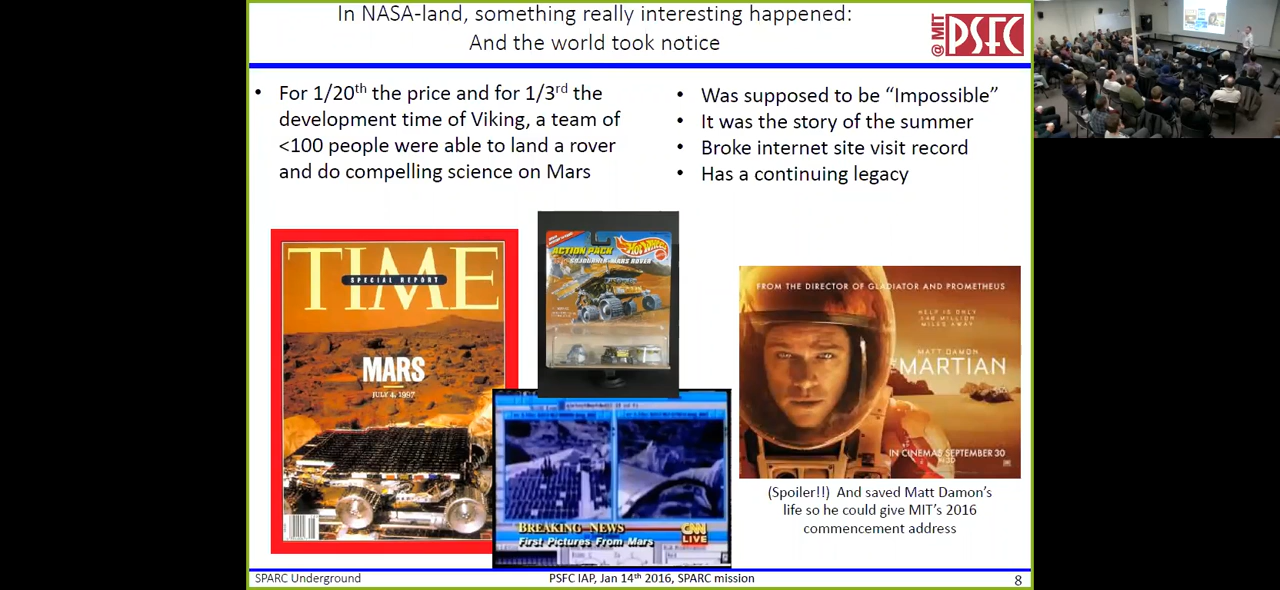 In NASA-land, something really interesting happened:
And the world took notice
@ MIT
PSFC
• For 1/20th the price and for 1/3rd the
development time of Viking, a team of
<100 people were able to land a rover
and do compelling science on Mars
• Was supposed to be “Impossible”
• It was the story of the summer
• Broke internet site visit record
• Has a continuing legacy
TIME
SPECIAL REPORT
MARS
JULY 4, 1997
ACTION PACK
HOT WHEELS
SOJOURNER MARS ROVER
BREAKING NEWS
First Pictures From Mars
CNN
LIVE
FROM THE DIRECTOR OF GLADIATOR AND PROMETHEUS
HELP IS ONLY
140 MILLION
MILES AWAY
MATT DAMON
THE MARTIAN
IN CINEMAS SEPTEMBER 30
IN 3D
(Spoiler!!) And saved Matt Damon’s
life so he could give MIT’s 2016
commencement address
SPARC Underground
PSFC IAP, Jan 14th 2016, SPARC mission
8